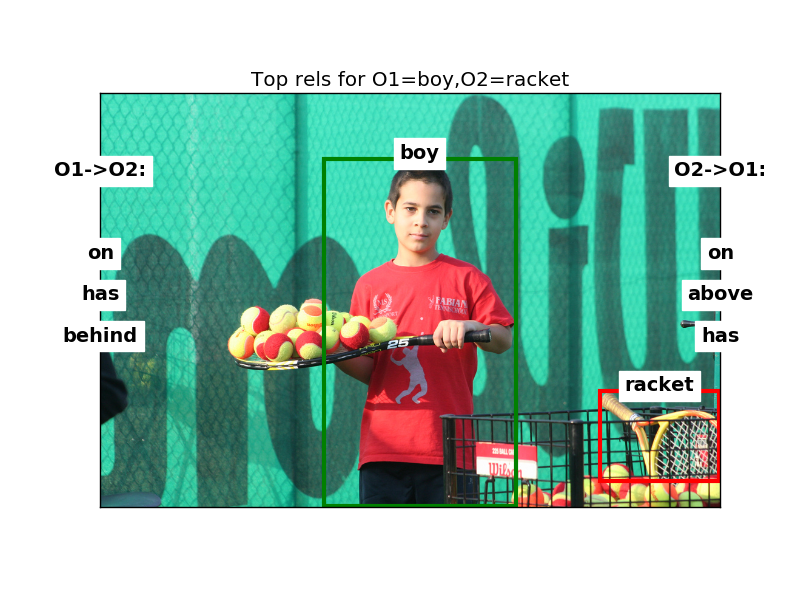 Top rels for O1=boy,O2=racket
boy
O1->O2:
O2->O1:
on
on
has
above
behind
has
racket
FABIAN
25
Wilson